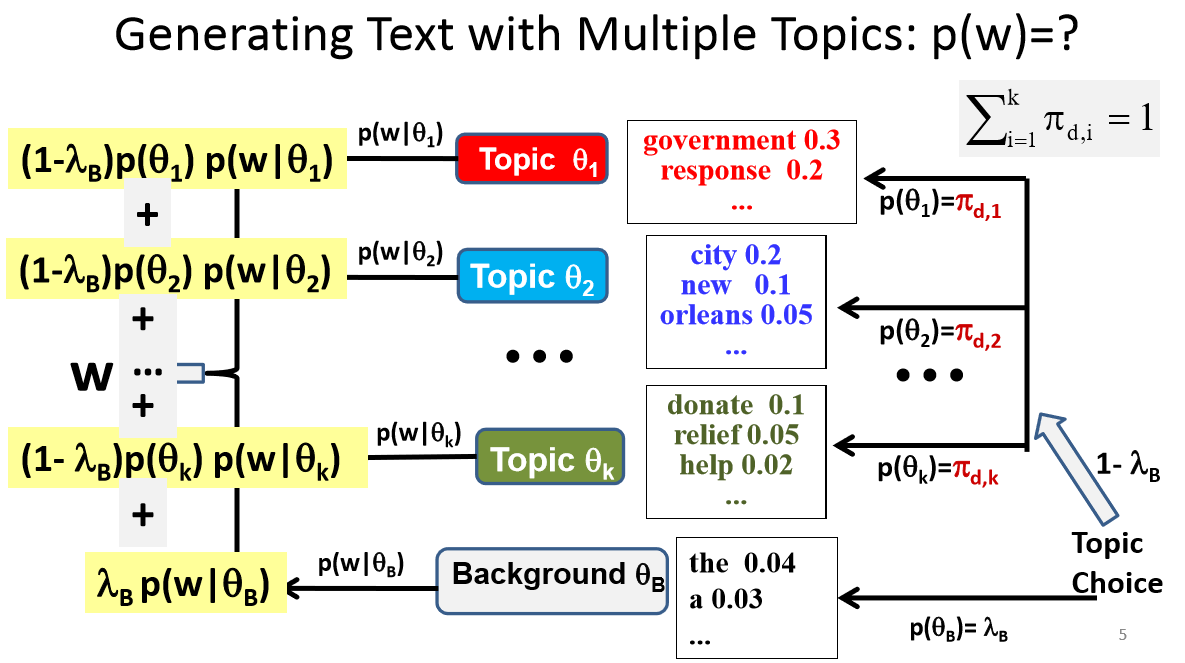 Generating Text with Multiple Topics: p(w)=?
∑ᵏᵢ₌₁ π d,i = 1
(1-λB)p(θ1) p(w|θ1)
p(w|θ1)
Topic θ1
government 0.3
response 0.2
...
p(θ1)=πd,1
+
(1-λB)p(θ2) p(w|θ2)
p(w|θ2)
Topic θ2
city 0.2
new 0.1
orleans 0.05
...
p(θ2)=πd,2
+
w
...
+
...
...
(1- λB)p(θk) p(w|θk)
p(w|θk)
Topic θk
donate 0.1
relief 0.05
help 0.02
...
p(θk)=πd,k
1- λB
+
Topic
Choice
λB p(w|θB)
p(w|θB)
Background θB
the 0.04
a 0.03
...
p(θB)= λB
5